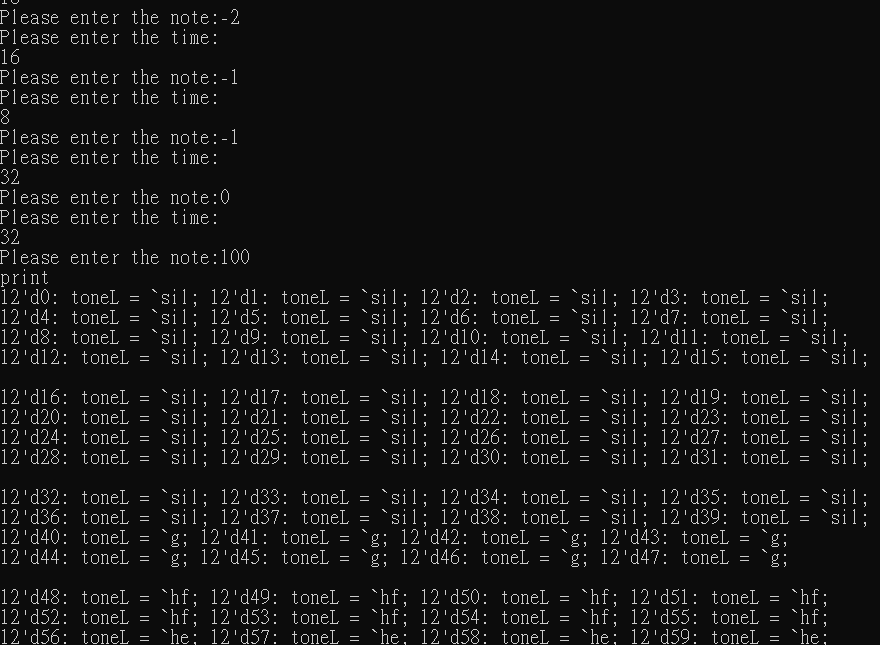 Please enter the note:-2
Please enter the time:
16
Please enter the note:-1
Please enter the time:
8
Please enter the note:-1
Please enter the time:
32
Please enter the note:0
Please enter the time:
32
Please enter the note:100
print
12'd0: toneL = `sil; 12'd1: toneL = `sil; 12'd2: toneL = `sil; 12'd3: toneL = `sil;
12'd4: toneL = `sil; 12'd5: toneL = `sil; 12'd6: toneL = `sil; 12'd7: toneL = `sil;
12'd8: toneL = `sil; 12'd9: toneL = `sil; 12'd10: toneL = `sil; 12'd11: toneL = `sil;
12'd12: toneL = `sil; 12'd13: toneL = `sil; 12'd14: toneL = `sil; 12'd15: toneL = `sil;
12'd16: toneL = `sil; 12'd17: toneL = `sil; 12'd18: toneL = `sil; 12'd19: toneL = `sil;
12'd20: toneL = `sil; 12'd21: toneL = `sil; 12'd22: toneL = `sil; 12'd23: toneL = `sil;
12'd24: toneL = `sil; 12'd25: toneL = `sil; 12'd26: toneL = `sil; 12'd27: toneL = `sil;
12'd28: toneL = `sil; 12'd29: toneL = `sil; 12'd30: toneL = `sil; 12'd31: toneL = `sil;
12'd32: toneL = `sil; 12'd33: toneL = `sil; 12'd34: toneL = `sil; 12'd35: toneL = `sil;
12'd36: toneL = `sil; 12'd37: toneL = `sil; 12'd38: toneL = `sil; 12'd39: toneL = `sil;
12'd40: toneL = `g; 12'd41: toneL = `g; 12'd42: toneL = `g; 12'd43: toneL = `g;
12'd44: toneL = `g; 12'd45: toneL = `g; 12'd46: toneL = `g; 12'd47: toneL = `g;
12'd48: toneL = `hf; 12'd49: toneL = `hf; 12'd50: toneL = `hf; 12'd51: toneL = `hf;
12'd52: toneL = `hf; 12'd53: toneL = `hf; 12'd54: toneL = `hf; 12'd55: toneL = `hf;
12'd56: toneL = `he; 12'd57: toneL = `he; 12'd58: toneL = `he; 12'd59: toneL = `he;